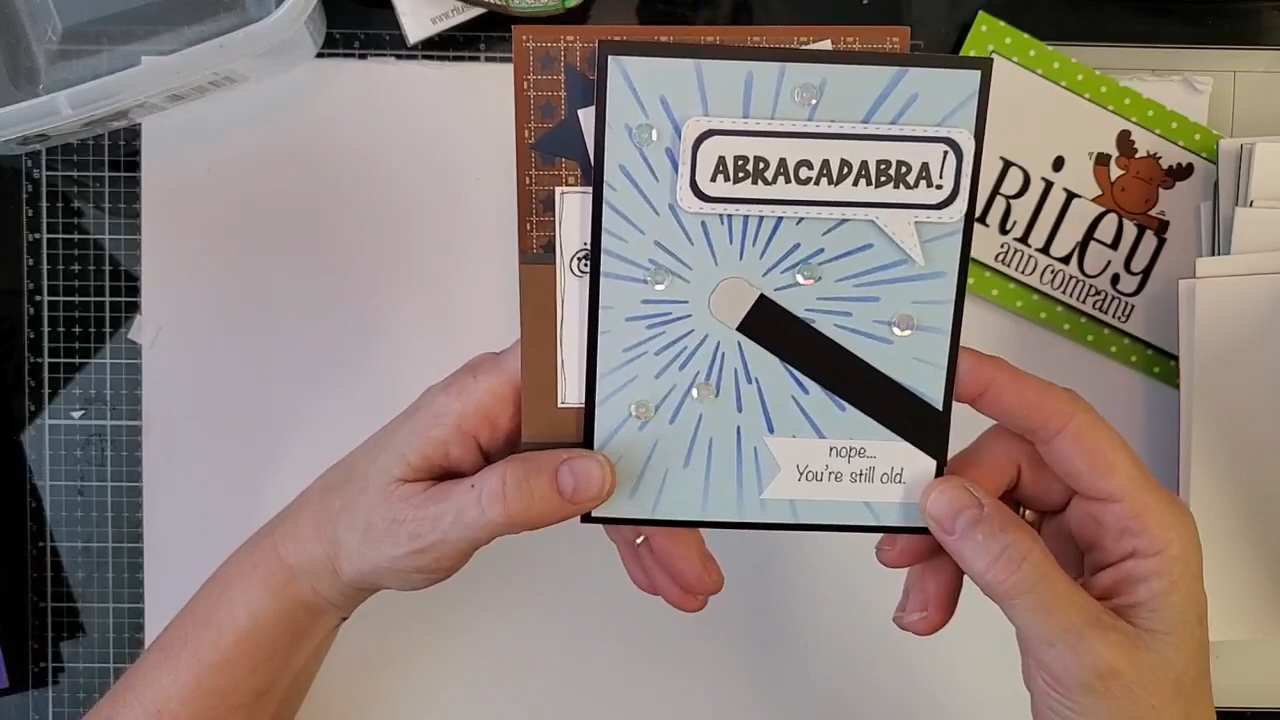 ABRACADABRA!
nope...
You're still old.
RiLey
and company